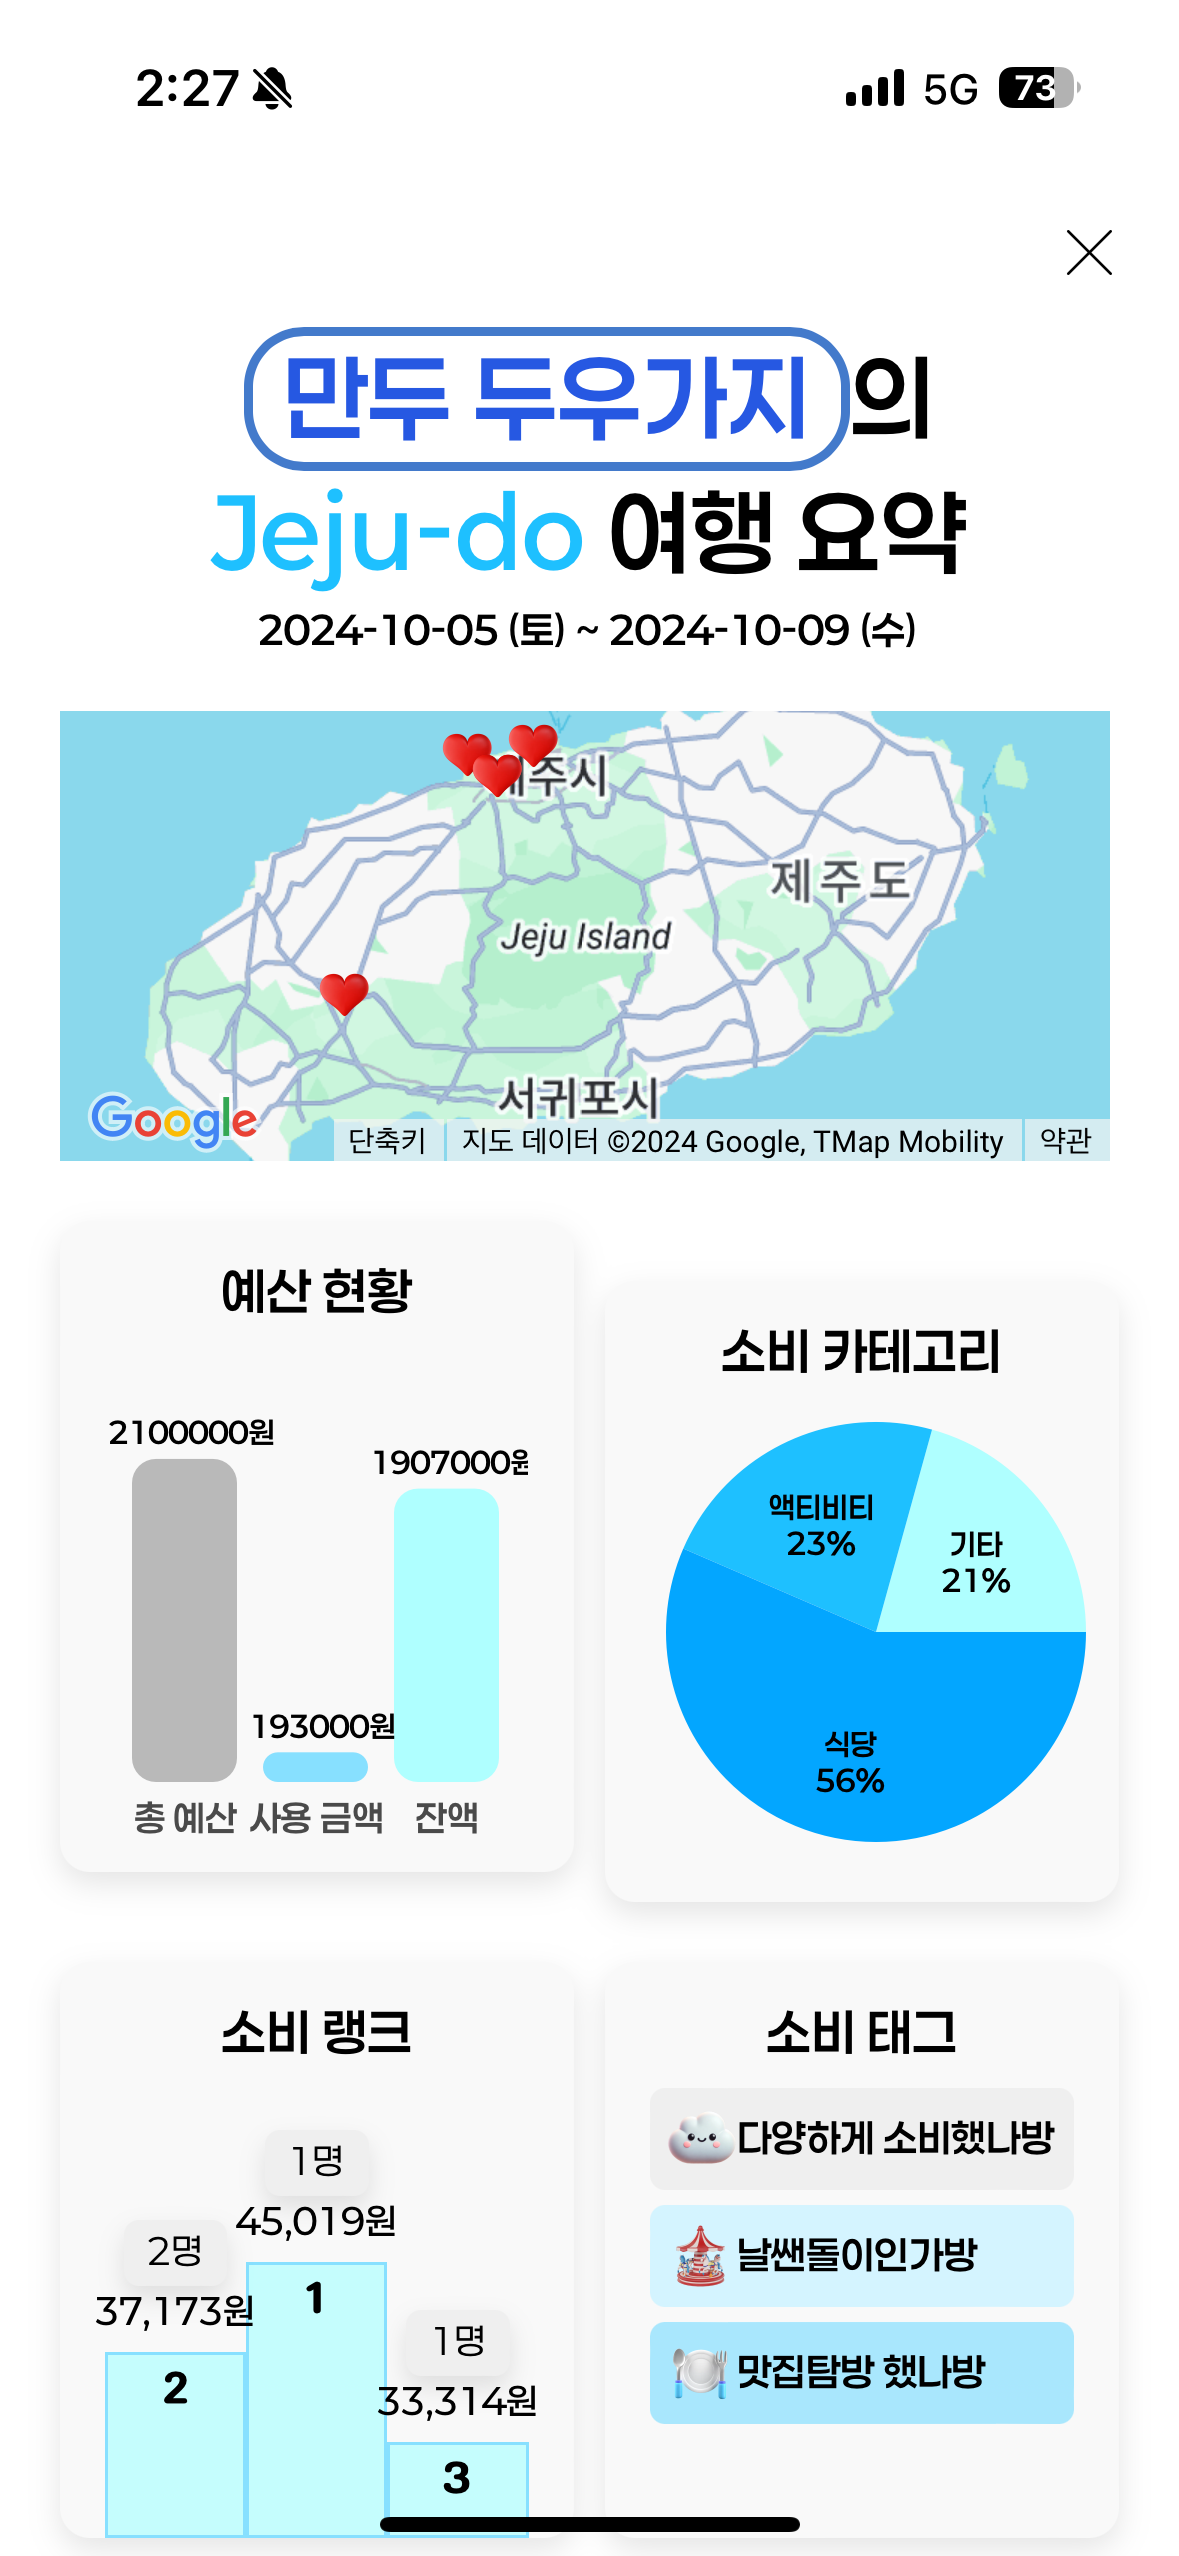 2:27
5G
73
만두 두우가지의
Jeju-do 여행 요약
2024-10-05 (토) ~ 2024-10-09 (수)
제주도
Jeju Island
서귀포시
Google
단축키
지도 데이터 ©2024 Google, TMap Mobility
약관
예산 현황
2100000원
1907000원
193000원
총 예산
사용 금액
잔액
소비 카테고리
액티비티
23%
기타
21%
식당
56%
소비 랭크
1명
45,019원
1
2명
37,173원
2
1명
33,314원
3
소비 태그
다양하게 소비했나방
날쌘돌이인가방
맛집탐방 했나방